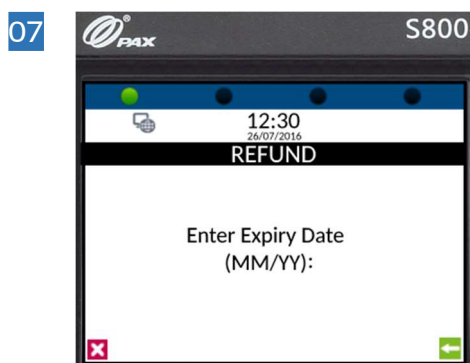 07
PAX®
S800
12:30
26/07/2016
REFUND
Enter Expiry Date
(MM/YY):